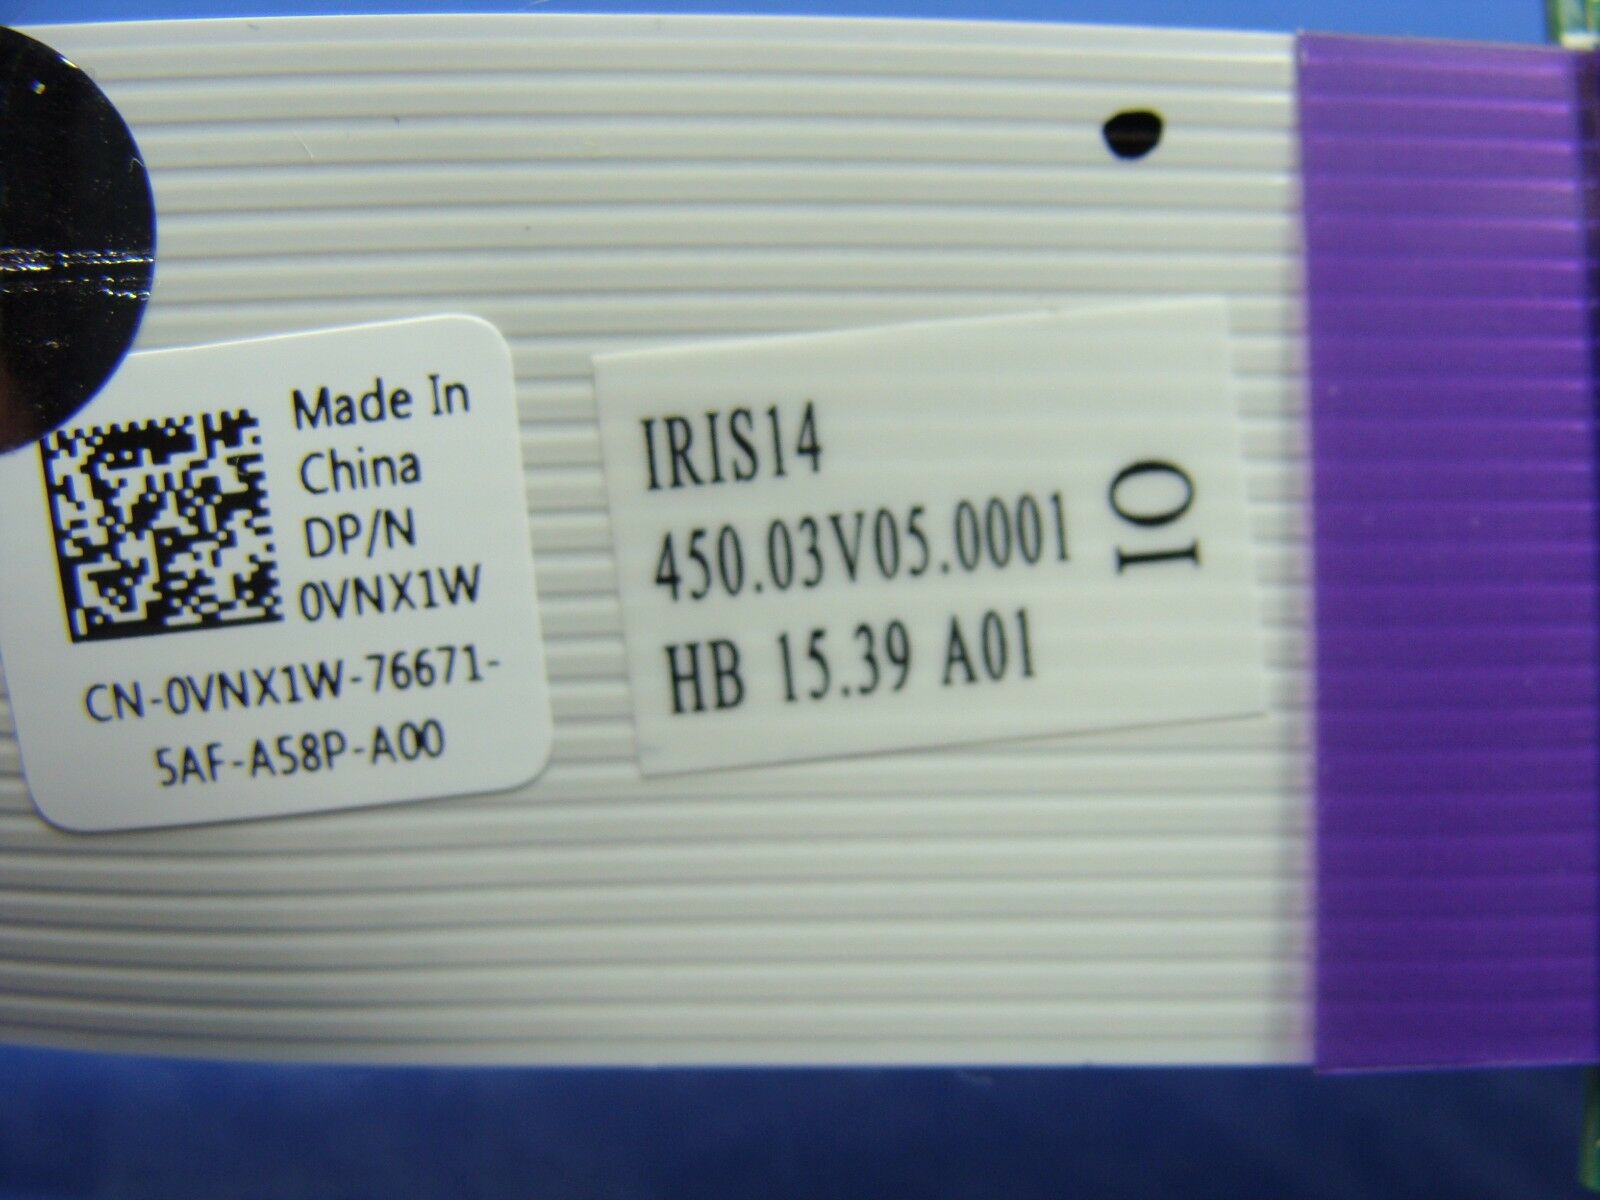 Made In
China
DP/N
0VNX1W
CN-0VNX1W-76671-
5AF-A58P-A00
IRIS14
450.03V05.0001
HB 15.39 A01
IO